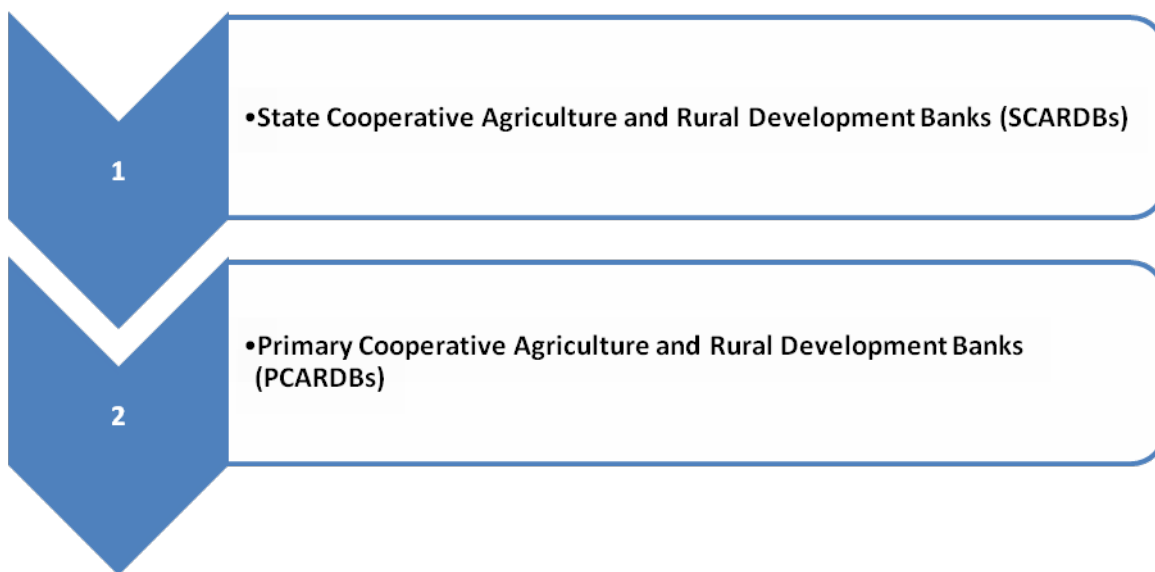 1
•State Cooperative Agriculture and Rural Development Banks (SCARDBs)
2
•Primary Cooperative Agriculture and Rural Development Banks
(PCARDBs)